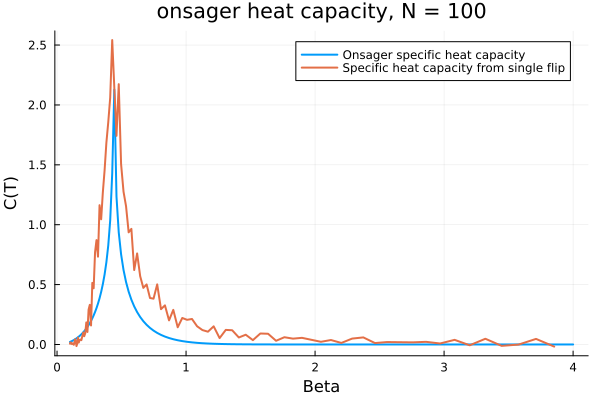 onsager heat capacity, N = 100
Onsager specific heat capacity
Specific heat capacity from single flip
C(T)
2.5
2.0
1.5
1.0
0.5
0.0
0 1 2 3 4
Beta